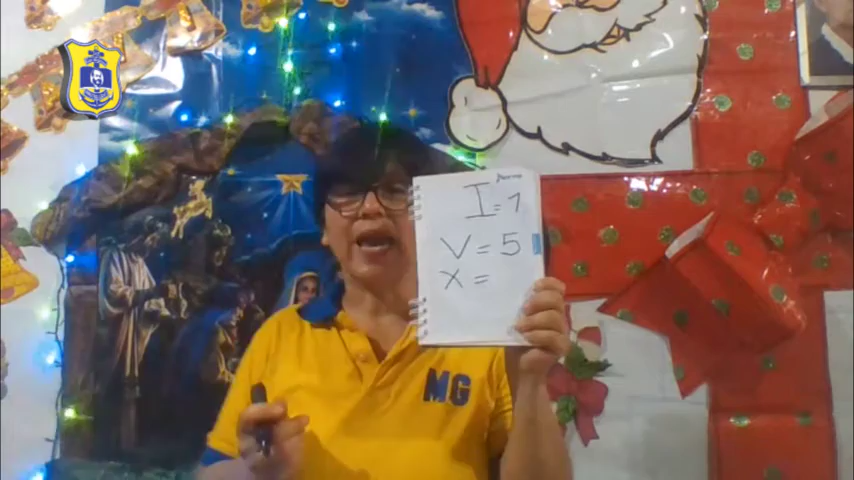 I = 1
V = 5
X =
MG